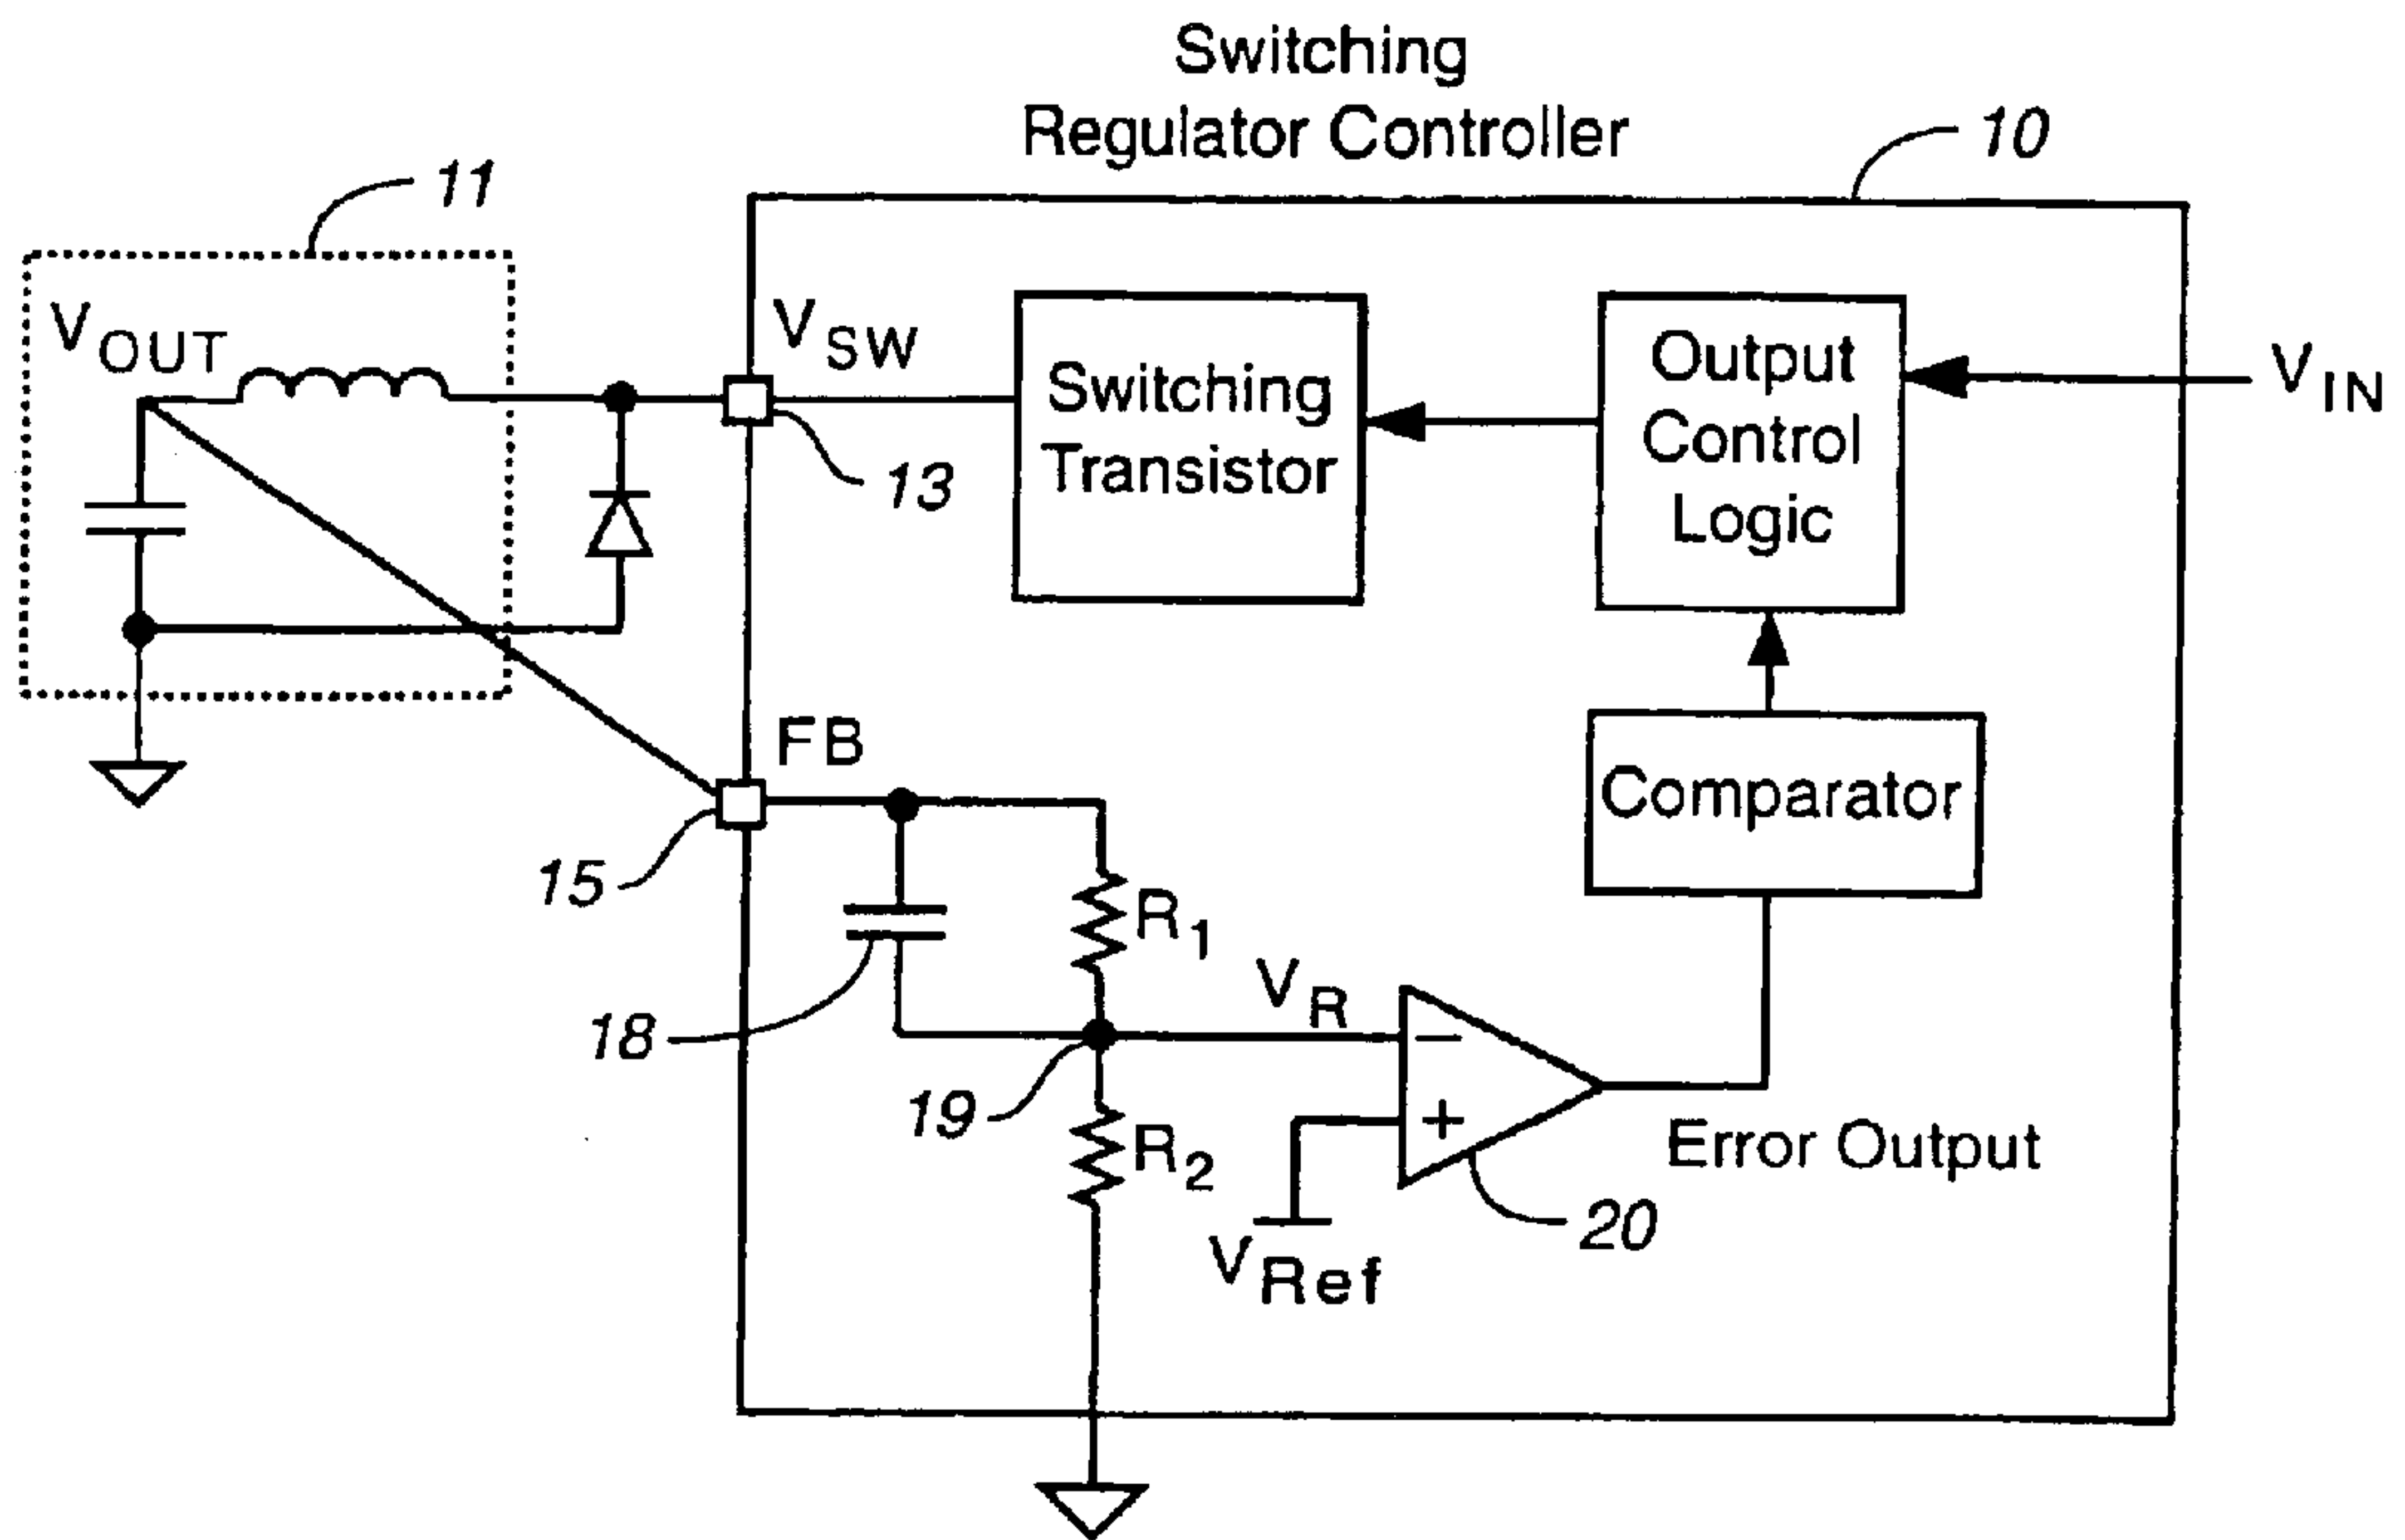 Switching
Regulator Controller
10
11
VOUT
VSW
Switching
Transistor
Output
Control
Logic
VIN
13
FB
Comparator
15
R1
18
VR
−
19
+
R2
Error Output
20
VRef